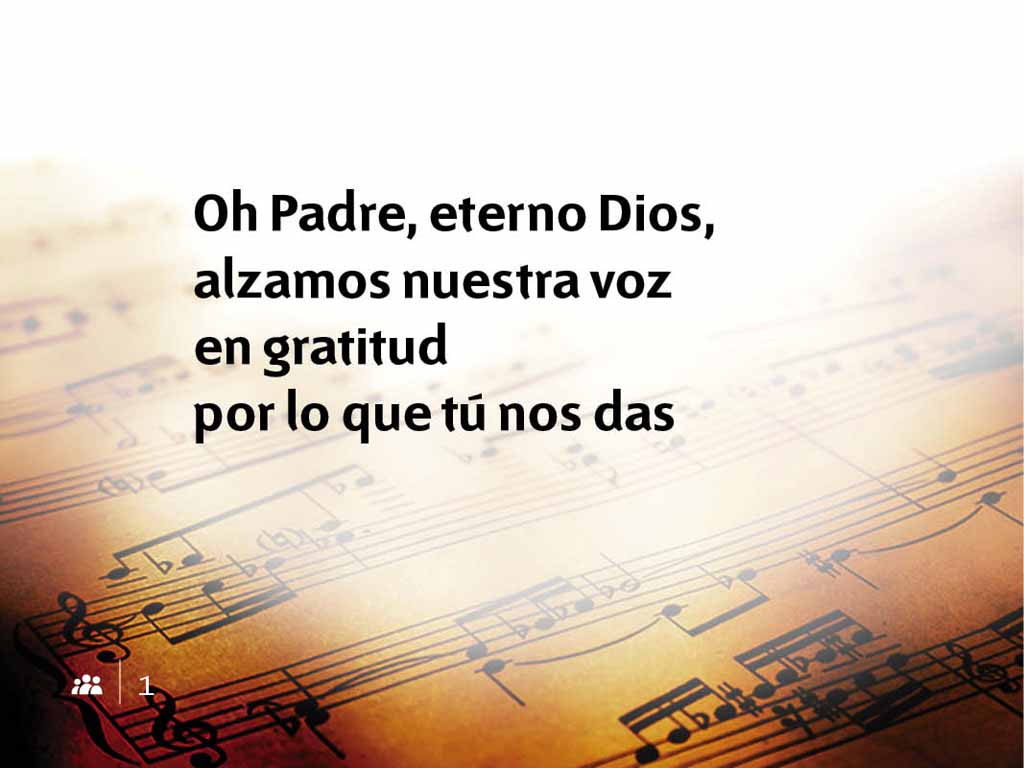 Oh Padre, eterno Dios,
alzamos nuestra voz
en gratitud
por lo que tú nos das
1